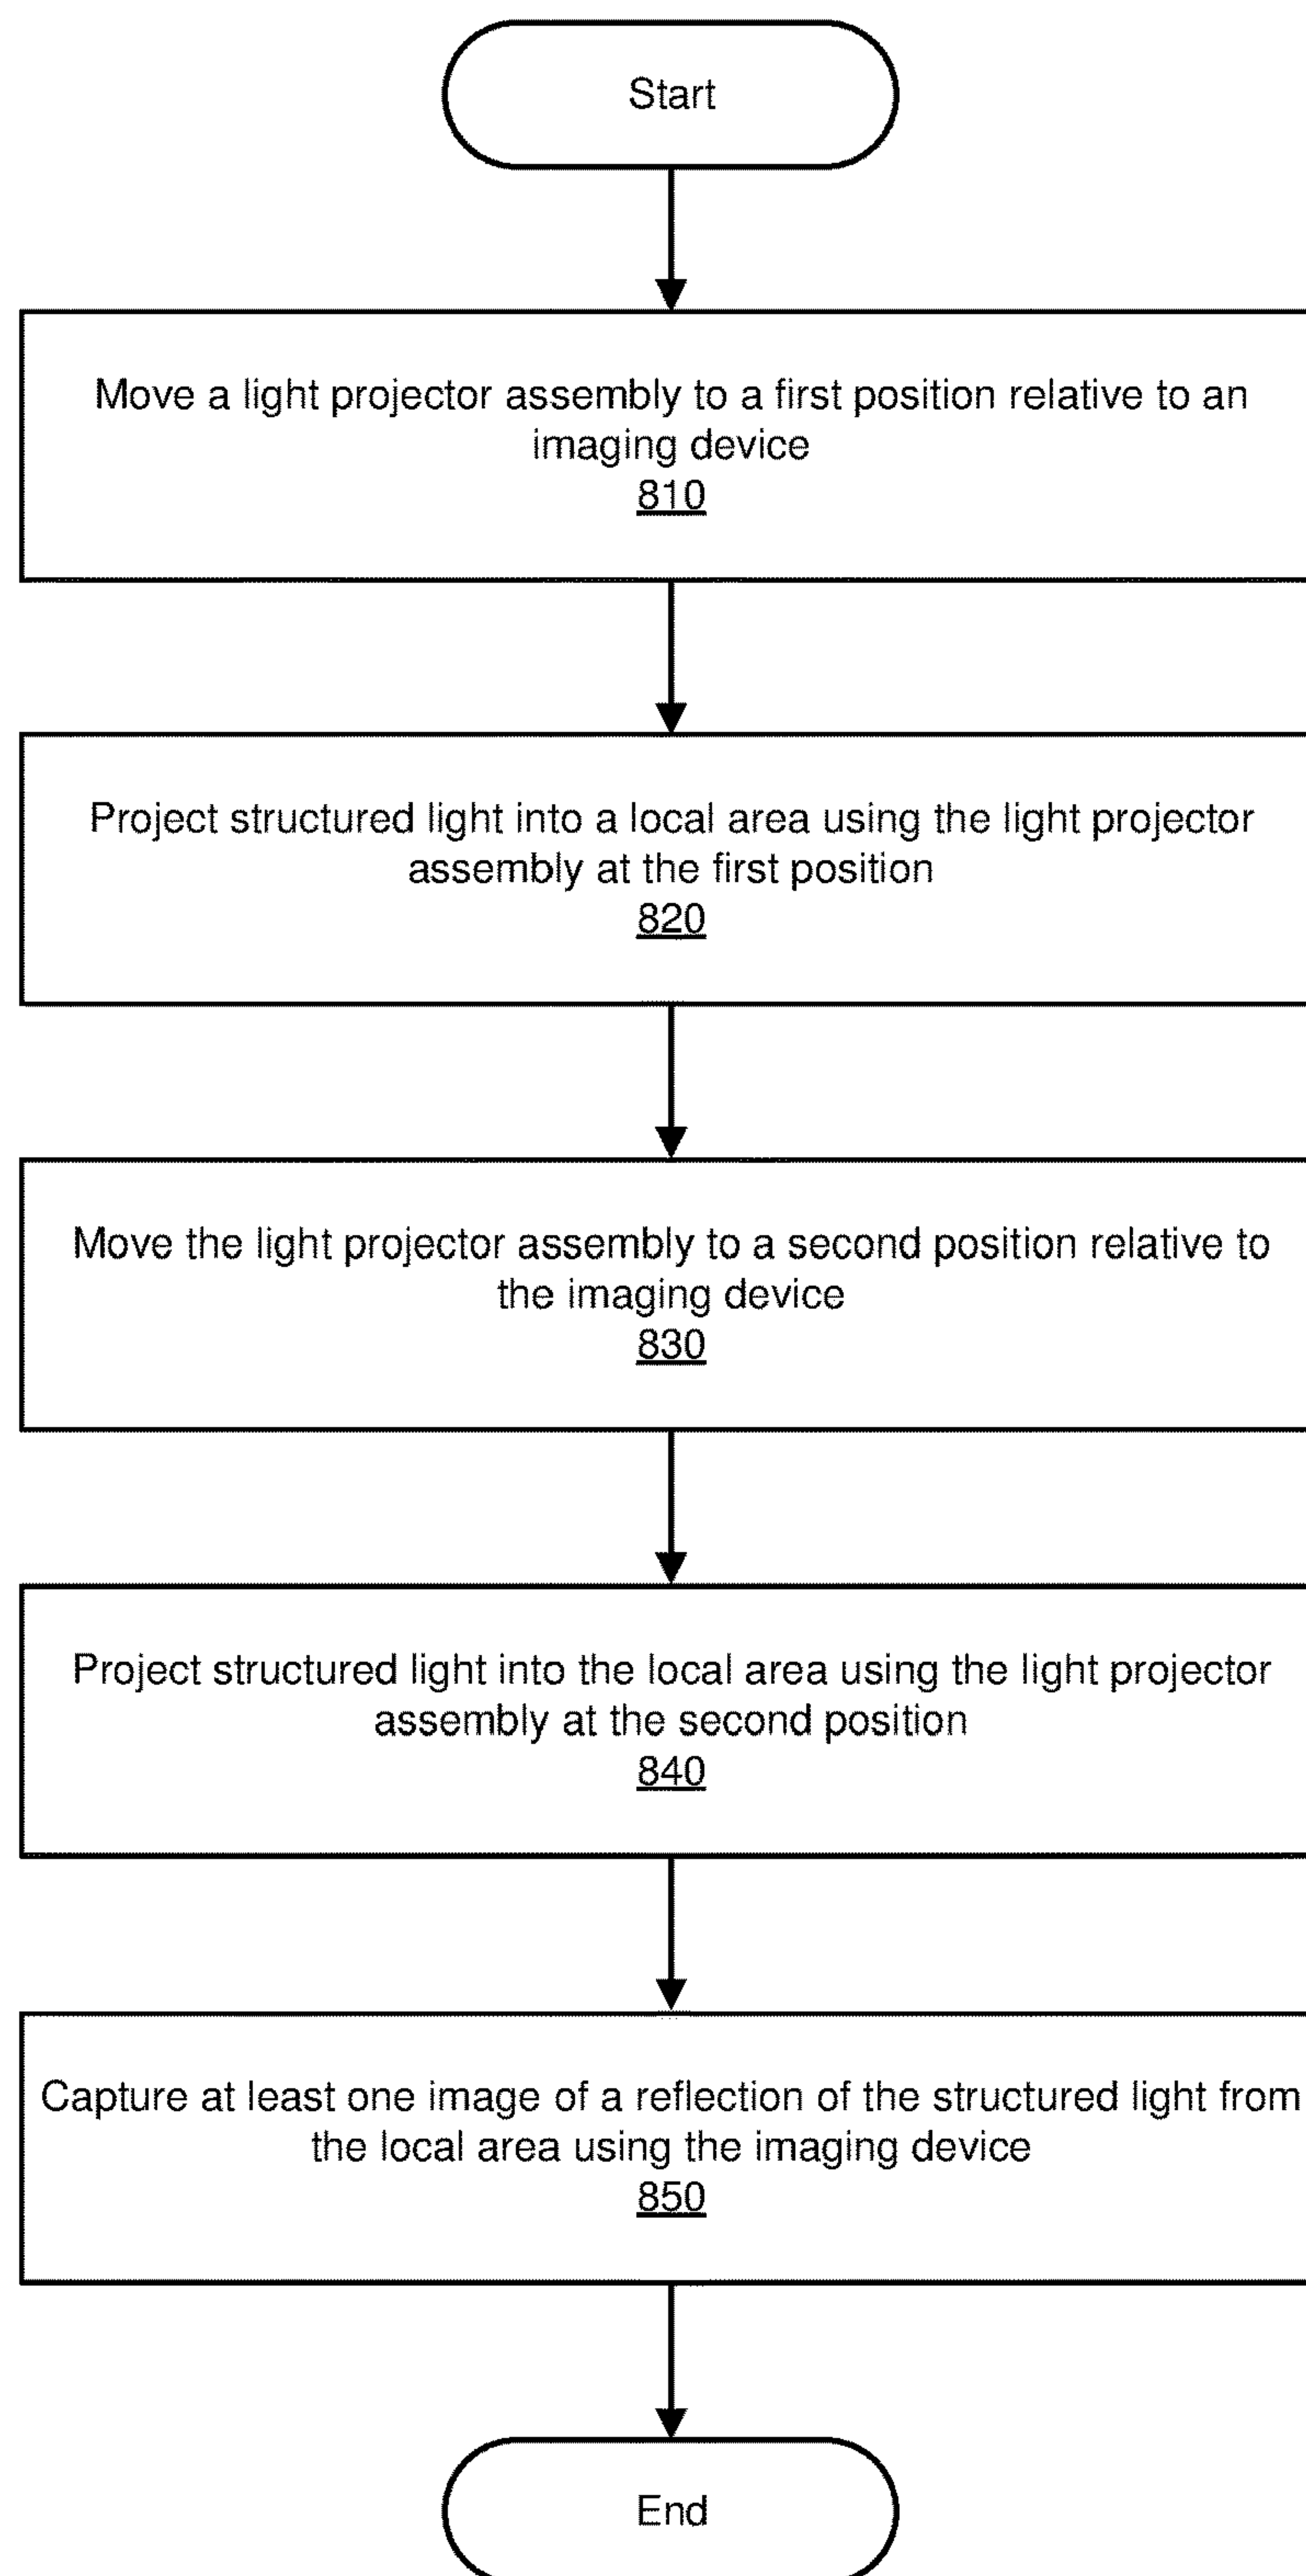 Start
Move a light projector assembly to a first position relative to an
imaging device
810
Project structured light into a local area using the light projector
assembly at the first position
820
Move the light projector assembly to a second position relative to
the imaging device
830
Project structured light into the local area using the light projector
assembly at the second position
840
Capture at least one image of a reflection of the structured light from
the local area using the imaging device
850
End